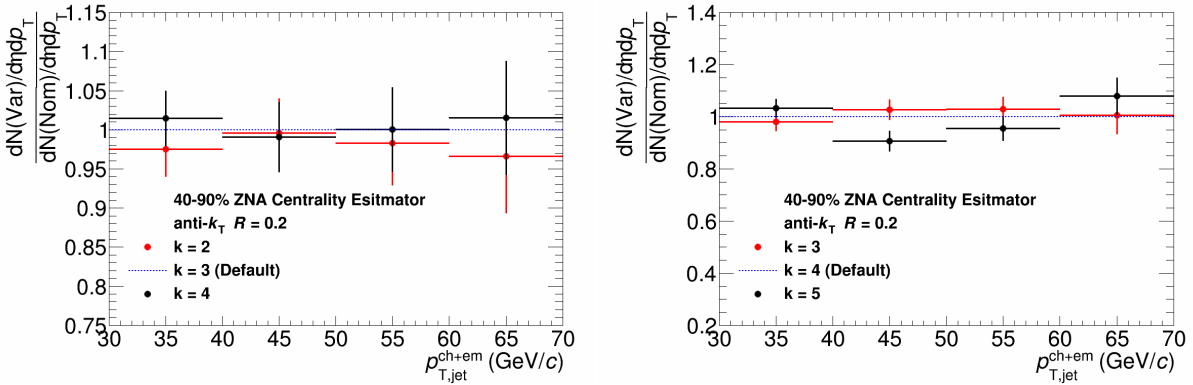 dN(Var)/dηdp_T
dN(Nom)/dηdp_T
1.15
1.1
1.05
1
0.95
0.9
0.85
0.8
0.75
40-90% ZNA Centrality Esitmator
anti-k_T R = 0.2
k = 2
k = 3 (Default)
k = 4
30 35 40 45 50 55 60 65 70
p_T,jet^ch+em (GeV/c)
dN(Var)/dηdp_T
dN(Nom)/dηdp_T
1.4
1.2
1
0.8
0.6
0.4
0.2
40-90% ZNA Centrality Esitmator
anti-k_T R = 0.2
k = 3
k = 4 (Default)
k = 5
30 35 40 45 50 55 60 65 70
p_T,jet^ch+em (GeV/c)